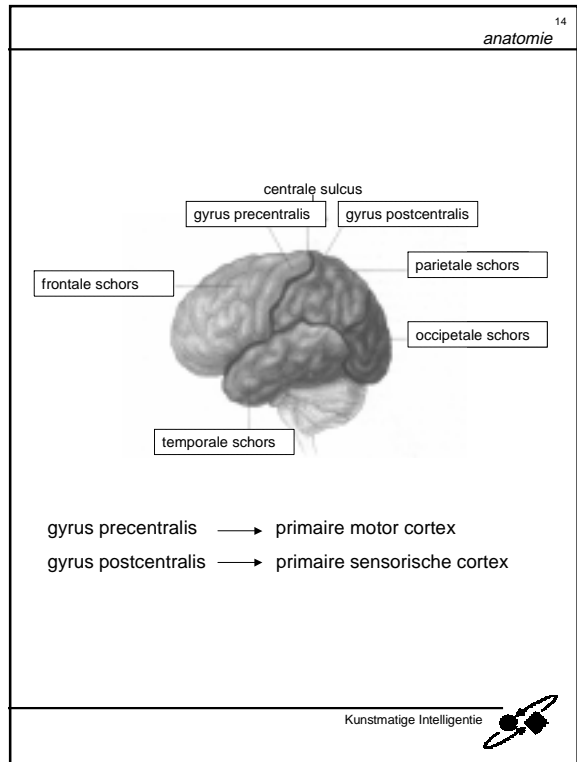 14
anatomie
centrale sulcus
gyrus precentralis
gyrus postcentralis
parietale schors
frontale schors
occipetale schors
temporale schors
gyrus precentralis → primaire motor cortex
gyrus postcentralis → primaire sensorische cortex
Kunstmatige Intelligentie